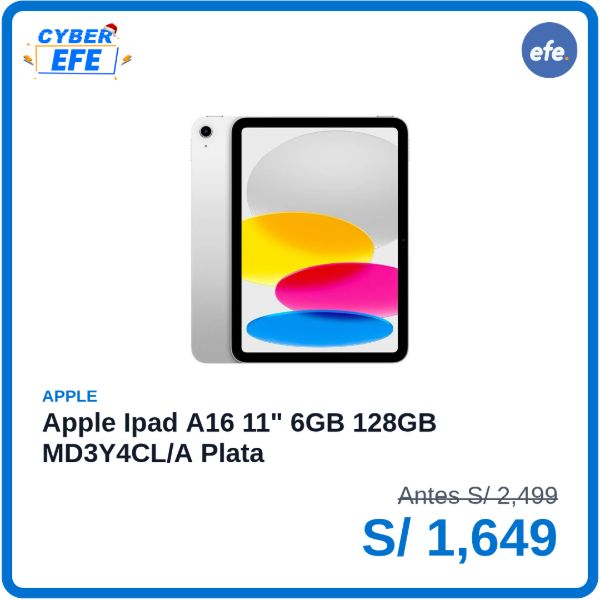 CYBER
EFE
efe.
APPLE
Apple Ipad A16 11" 6GB 128GB
MD3Y4CL/A Plata
Antes S/ 2,499
S/ 1,649